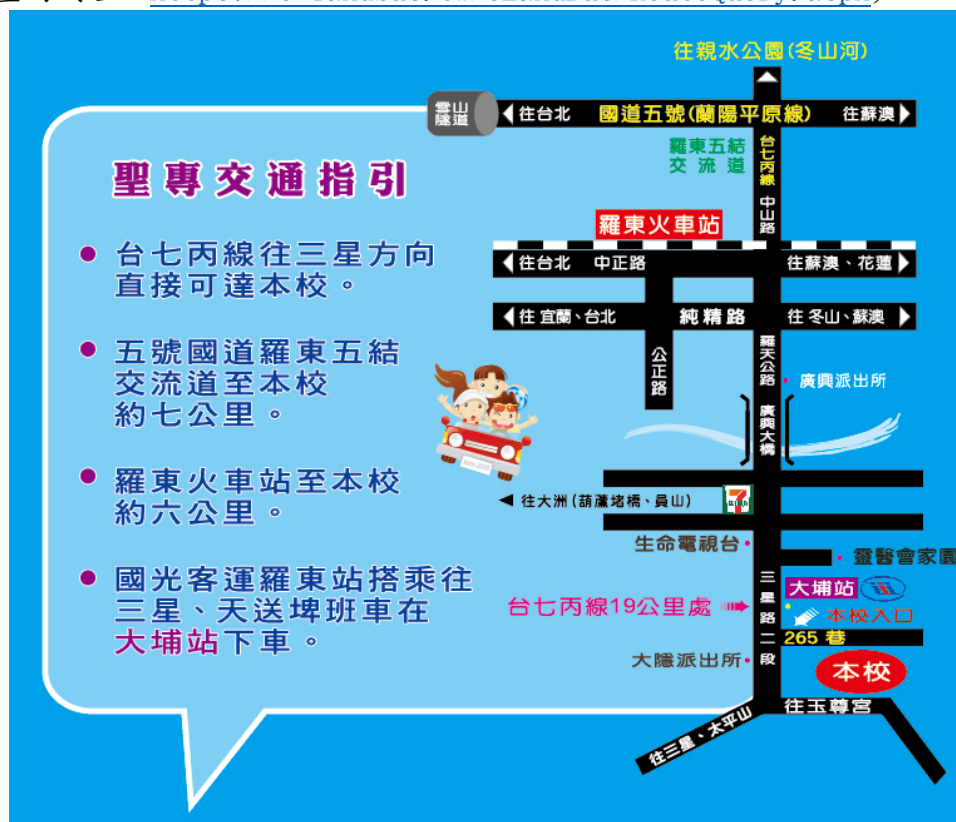 往親水公園(冬山河)
雪山
隧道
往台北 國道五號(蘭陽平原線) 往蘇澳
羅東五結
交流道
台七丙線
中山路
聖專交通指引
羅東火車站
台七丙線往三星方向
直接可達本校。
往台北 中正路 往蘇澳、花蓮
往宜蘭、台北 純精路 往冬山、蘇澳
五號國道羅東五結
交流道至本校
約七公里。
公正路
羅天公路
廣興派出所
廣興大橋
羅東火車站至本校
約六公里。
往大洲(葫蘆堵橋、員山)
生命電視台
靈醫會家園
國光客運羅東站搭乘往
三星、天送埤班車在
大埔站下車。
三星路二段
大埔站
台七丙線19公里處
本校入口
265 巷
大隱派出所
本校
往玉尊宮
往三星、太平山